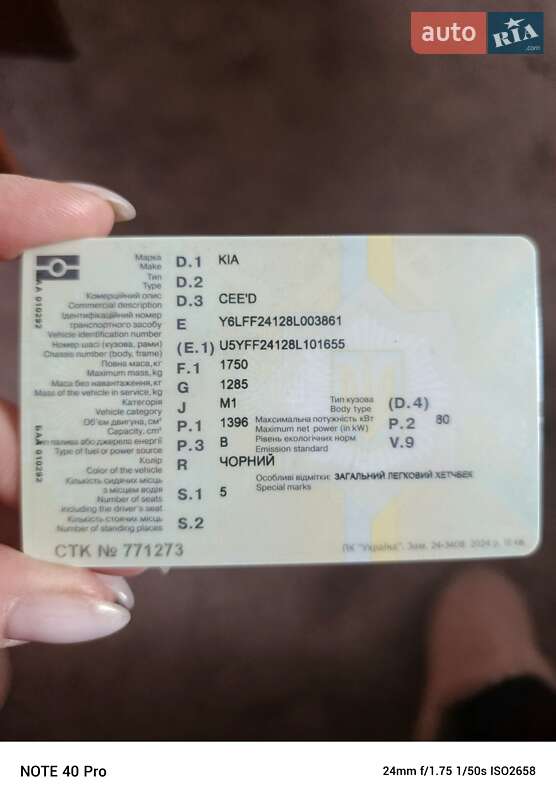 auto RIA.com
Марка D.1 KIA
Make
Тип D.2
Type
Комерційний опис D.3 CEE'D
Commercial description
Ідентифікаційний номер
транспортного засобу E Y6LFF24128L003861
Vehicle identification number
Номер шасі (кузова, рами) (E.1) U5YFF24128L101655
Chassis number (body, frame)
Повна маса, кг F.1 1750
Maximum mass, kg
Маса без навантаження, кг G 1285
Mass of the vehicle in service, kg
Категорія J M1 Тип кузова (D.4)
Vehicle category Body type
Об'єм двигуна, см³ P.1 1396 Максимальна потужність кВт P.2 80
Capacity, cm³ Maximum net power (in kW)
Тип палива або джерела енергії P.3 B Рівень екологічних норм V.9
Type of fuel or power source Emission standard
Колір R ЧОРНИЙ
Color of the vehicle
Кількість сидячих місць Особливі відмітки: ЗАГАЛЬНИЙ ЛЕГКОВИЙ ХЕТЧБЕК
з місцем водія S.1 5 Special marks
Number of seats
including the driver's seat
Кількість стоячих місць S.2
Number of standing places
СТК № 771273
ПК "Україна". Зам. 24-3408. 2024 р. III кв.
БАА 010292
NOTE 40 Pro
24mm f/1.75 1/50s ISO2658